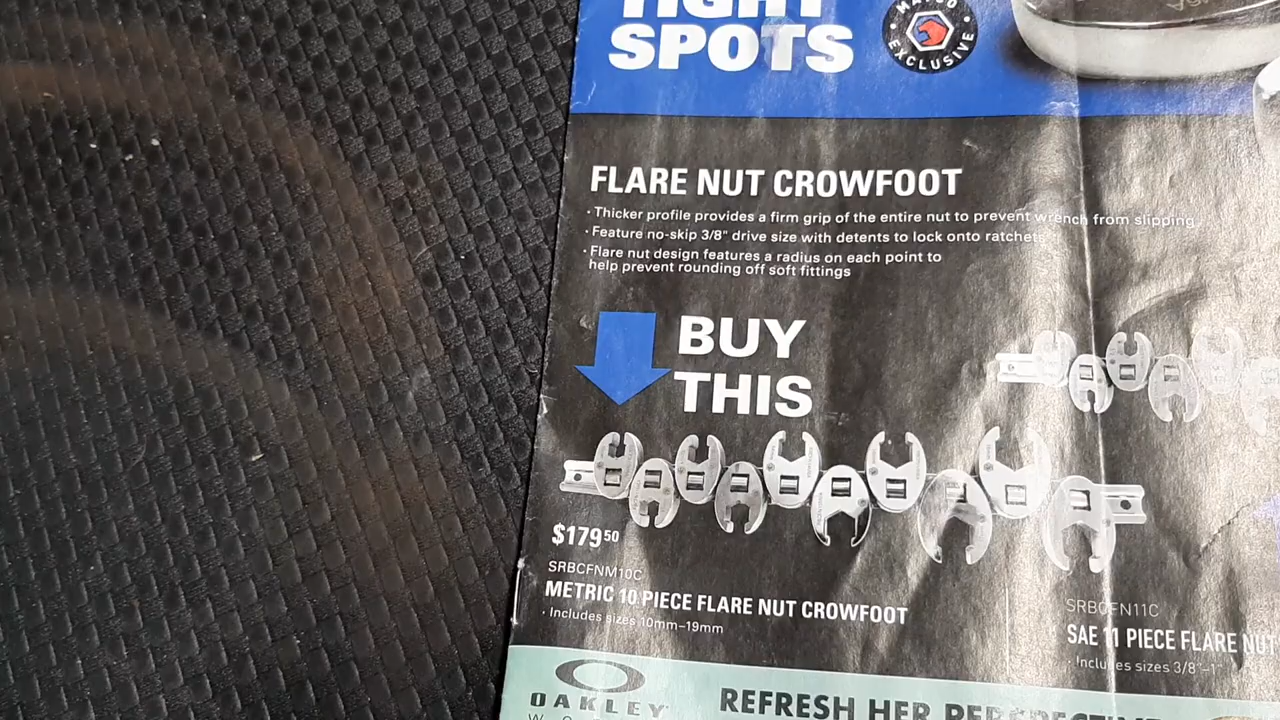 TIGHT
SPOTS
MATCO
EXCLUSIVE
FLARE NUT CROWFOOT
· Thicker profile provides a firm grip of the entire nut to prevent wrench from slipping
· Feature no-skip 3/8" drive size with detents to lock onto ratchets
· Flare nut design features a radius on each point to
help prevent rounding off soft fittings
BUY
THIS
$179.50
SRBCFNM10C
METRIC 10 PIECE FLARE NUT CROWFOOT
· Includes sizes 10mm–19mm
SRBCFN11C
SAE 11 PIECE FLARE NUT
· Includes sizes 3/8"–1"
OAKLEY
REFRESH HER PERSPECTIVE